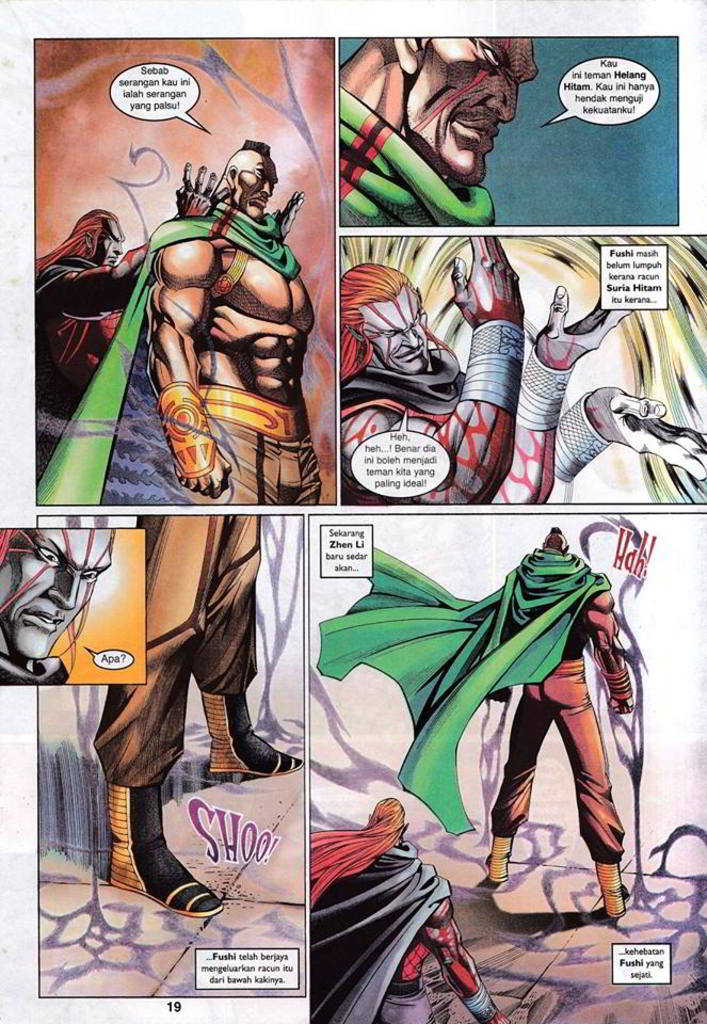 Sebab
serangan kau ini
ialah serangan
yang palsu!
Kau
ini teman Helang
Hitam. Kau ini hanya
hendak menguji
kekuatanku!
Fushi masih
belum lumpuh
kerana racun
Suria Hitam
itu kerana...
Heh,
heh...! Benar dia
ini boleh menjadi
teman kita yang
paling ideal!
Apa?
SHOO!
...Fushi telah berjaya
mengeluarkan racun itu
dari bawah kakinya.
Sekarang
Zhen Li
baru sedar
akan...
Hah!
...kehebatan
Fushi yang
sejati.
19